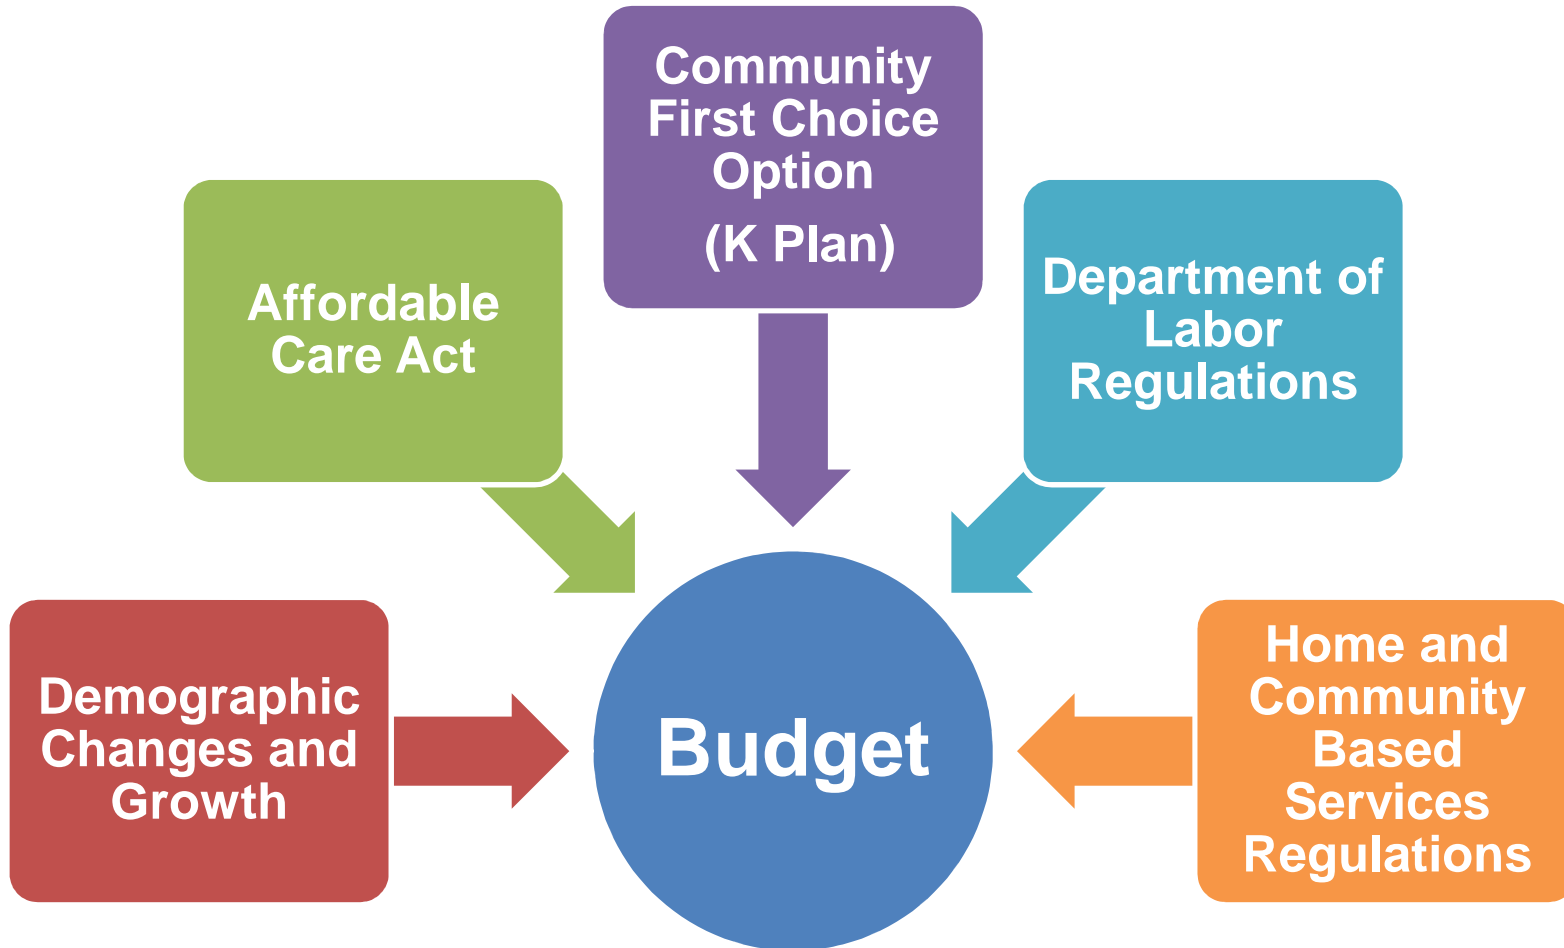 Community
First Choice
Option
(K Plan)
Affordable
Care Act
Department of
Labor
Regulations
Demographic
Changes and
Growth
Budget
Home and
Community
Based
Services
Regulations